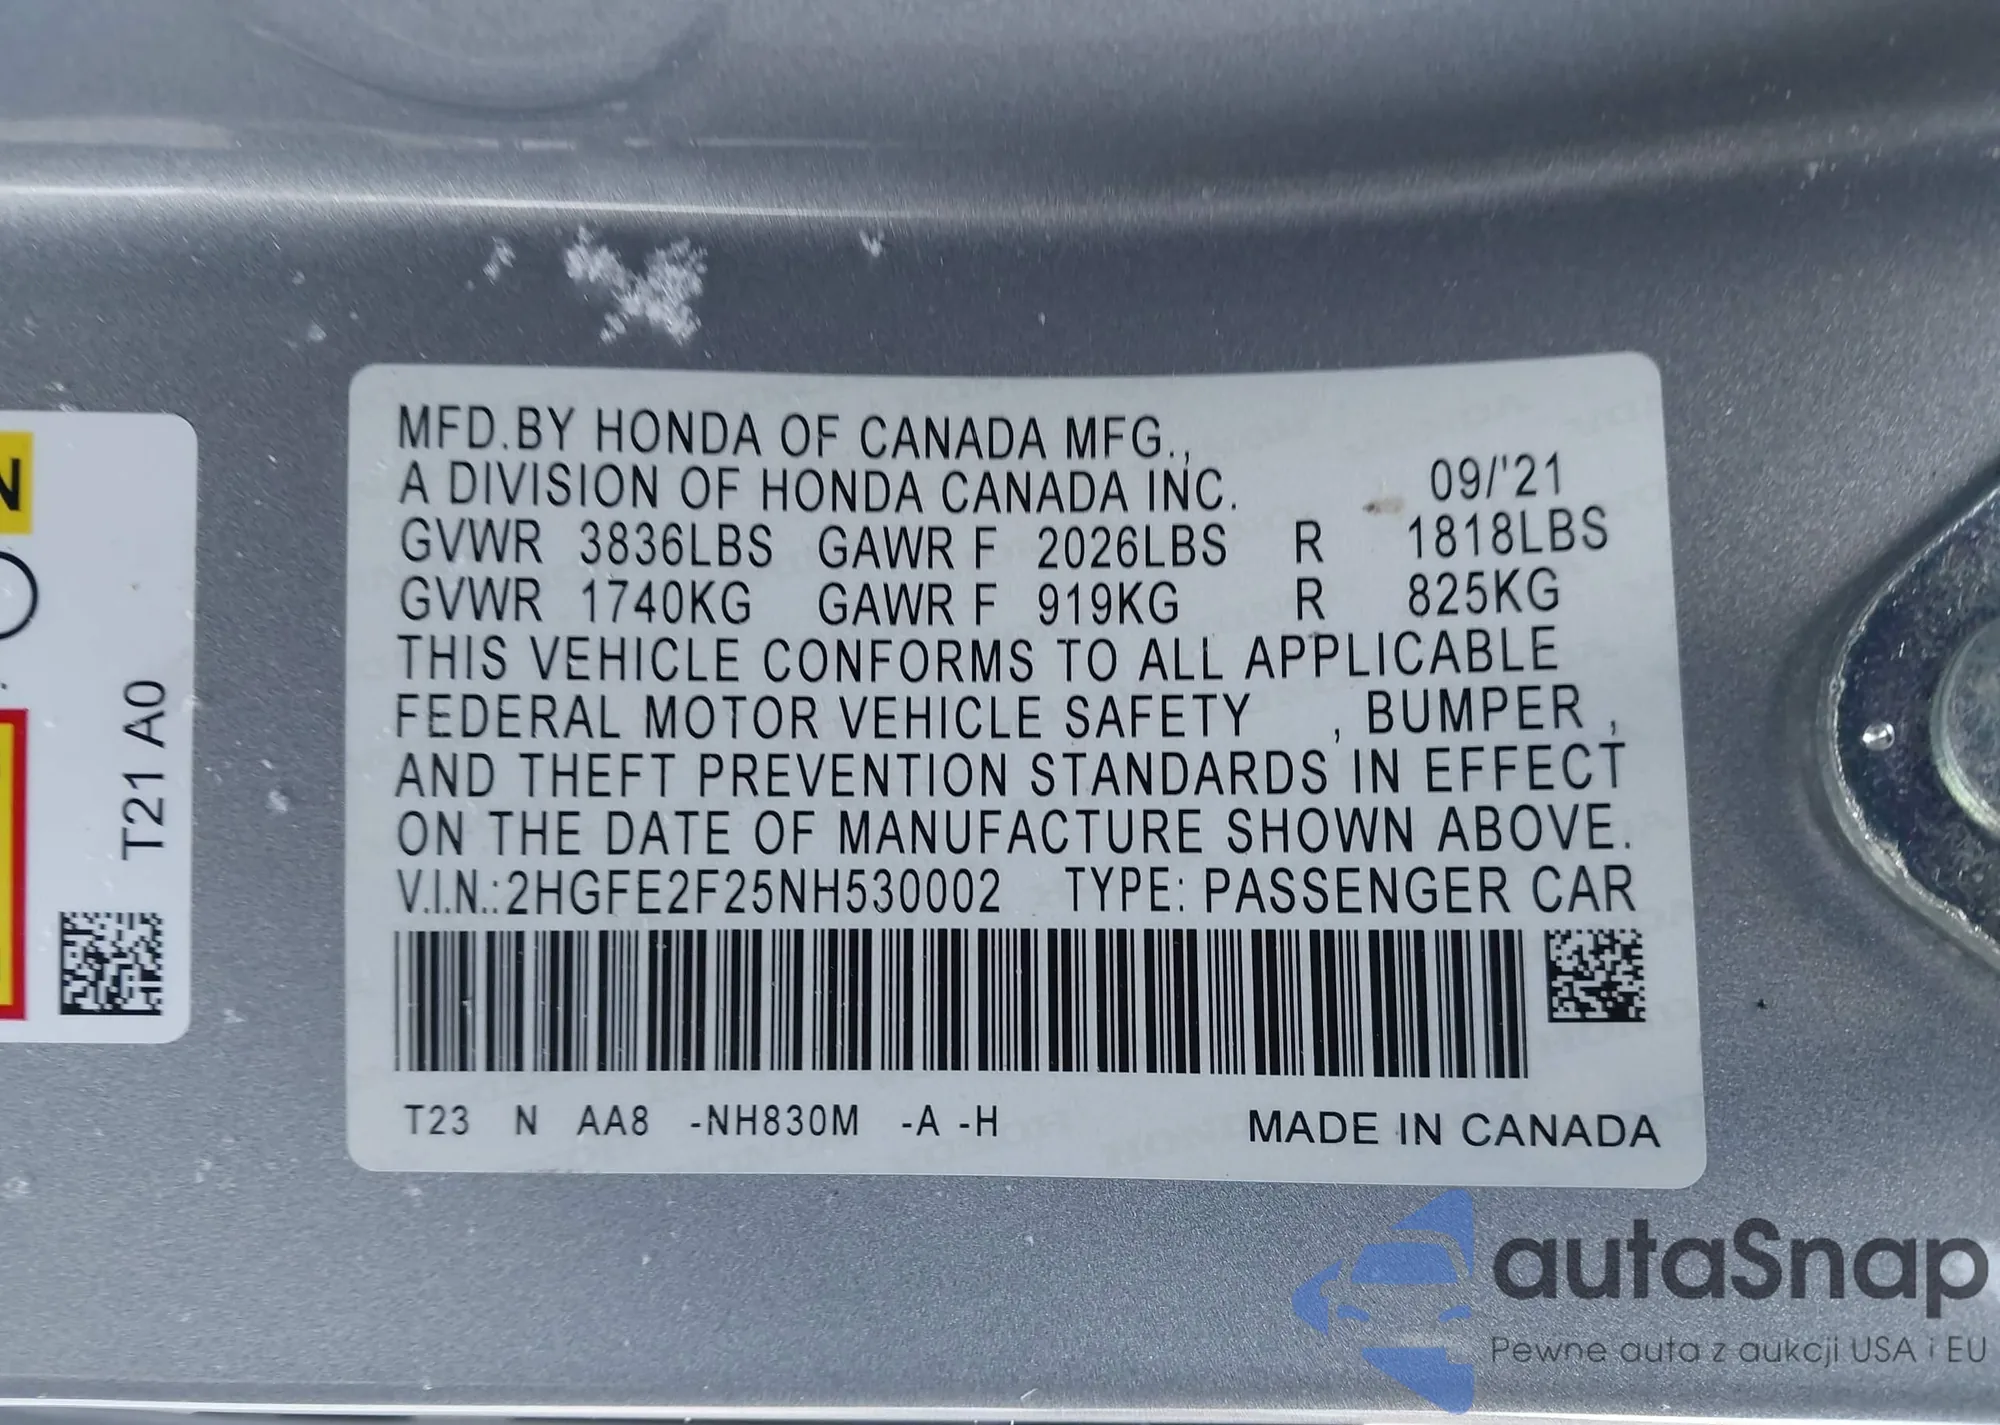 N
T21 A0
MFD.BY HONDA OF CANADA MFG.,
A DIVISION OF HONDA CANADA INC. 09/'21
GVWR 3836LBS GAWR F 2026LBS R 1818LBS
GVWR 1740KG GAWR F 919KG R 825KG
THIS VEHICLE CONFORMS TO ALL APPLICABLE
FEDERAL MOTOR VEHICLE SAFETY , BUMPER ,
AND THEFT PREVENTION STANDARDS IN EFFECT
ON THE DATE OF MANUFACTURE SHOWN ABOVE.
V.I.N.:2HGFE2F25NH530002 TYPE: PASSENGER CAR
T23 N AA8 -NH830M -A -H MADE IN CANADA
autaSnap
Pewne auta z aukcji USA i EU